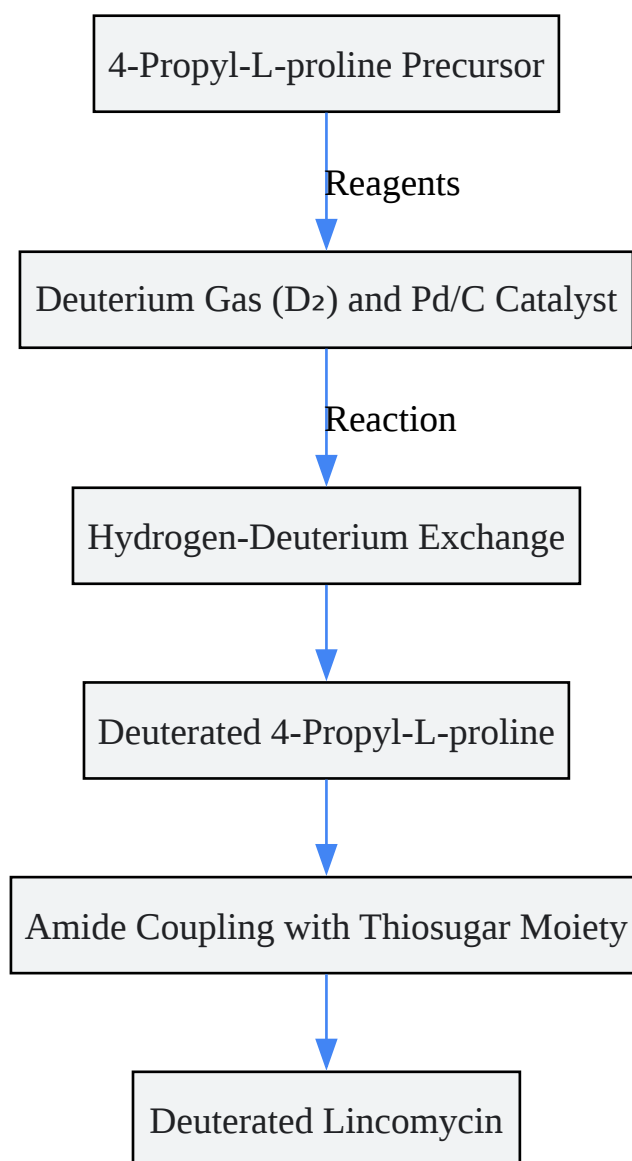 4-Propyl-L-proline Precursor
Reagents
Deuterium Gas (D₂) and Pd/C Catalyst
Reaction
Hydrogen-Deuterium Exchange
Deuterated 4-Propyl-L-proline
Amide Coupling with Thiosugar Moiety
Deuterated Lincomycin